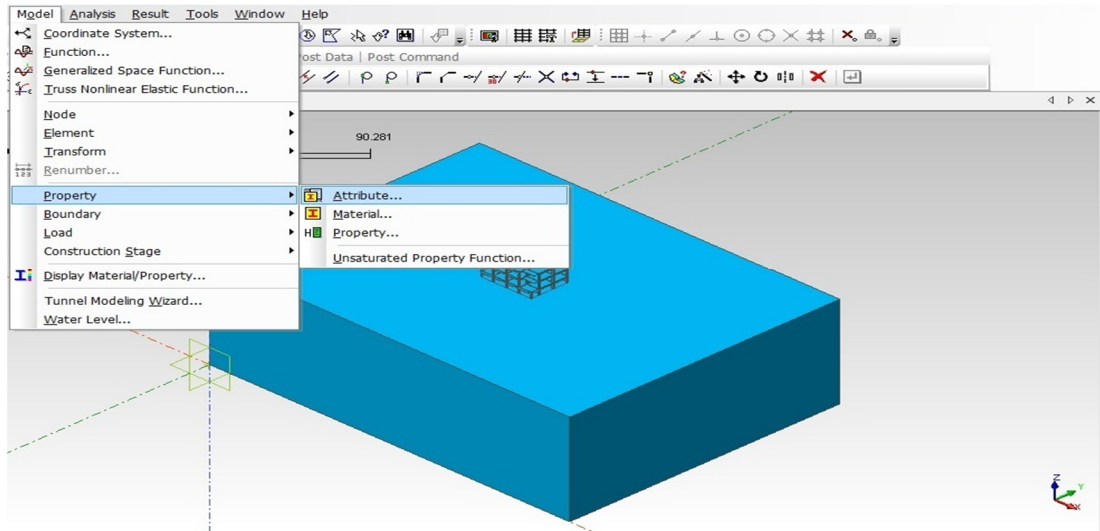 Model Analysis Result Tools Window Help
Coordinate System...
Function...
ost Data | Post Command
Generalized Space Function...
Truss Nonlinear Elastic Function...
Node
90.281
Element
Transform
Renumber...
Property
Attribute...
Boundary
Material...
Load
Property...
Construction Stage
Unsaturated Property Function...
Display Material/Property...
Tunnel Modeling Wizard...
Water Level...
Z
Y
X